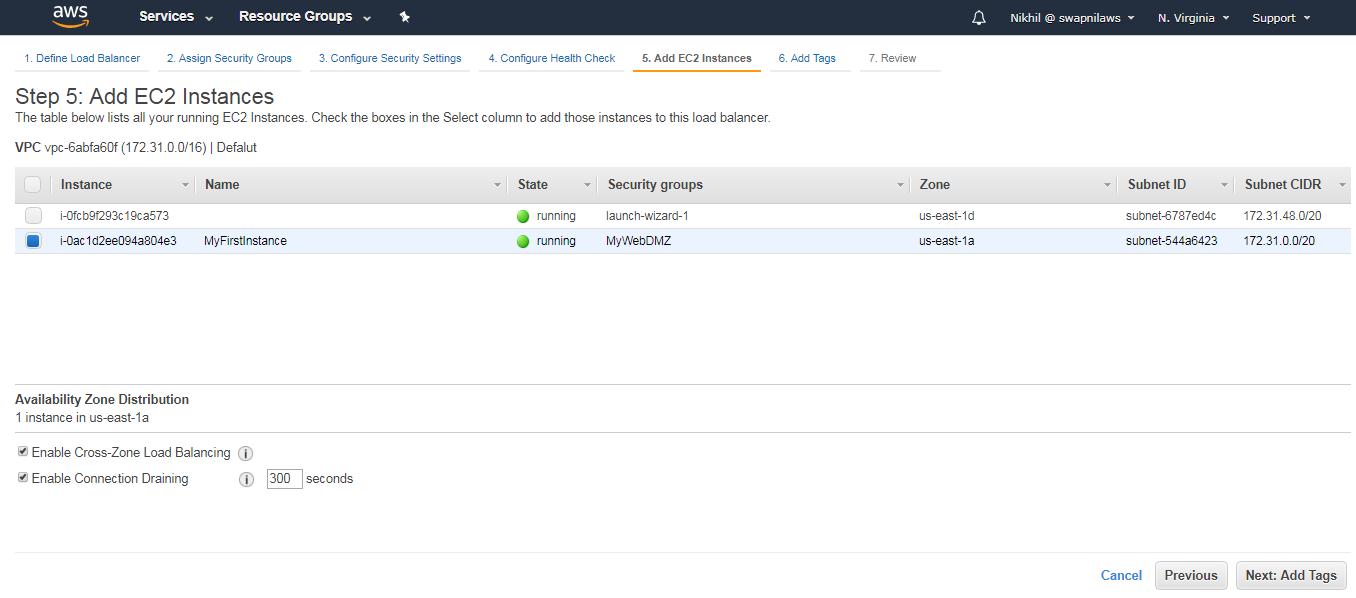 aws Services Resource Groups Nikhil @ swapnilaws N. Virginia Support
1. Define Load Balancer 2. Assign Security Groups 3. Configure Security Settings 4. Configure Health Check 5. Add EC2 Instances 6. Add Tags 7. Review
Step 5: Add EC2 Instances
The table below lists all your running EC2 Instances. Check the boxes in the Select column to add those instances to this load balancer.
VPC vpc-6abfa60f (172.31.0.0/16) | Defalut
Instance Name State Security groups Zone Subnet ID Subnet CIDR
i-0fcb9f293c19ca573 running launch-wizard-1 us-east-1d subnet-6787ed4c 172.31.48.0/20
i-0ac1d2ee094a804e3 MyFirstInstance running MyWebDMZ us-east-1a subnet-544a6423 172.31.0.0/20
Availability Zone Distribution
1 instance in us-east-1a
Enable Cross-Zone Load Balancing i
Enable Connection Draining i 300 seconds
Cancel Previous Next: Add Tags